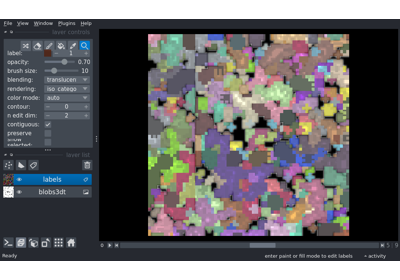 File View Window Plugins Help
layer controls
label: 1
opacity: 0.70
brush size: 10
blending: translucen
rendering: iso_catego
color mode: auto
contour: 0
n edit dim: 2
contiguous:
preserve
selected:
layer list
labels
blobs3dt
Ready
enter paint or fill mode to edit labels
activity